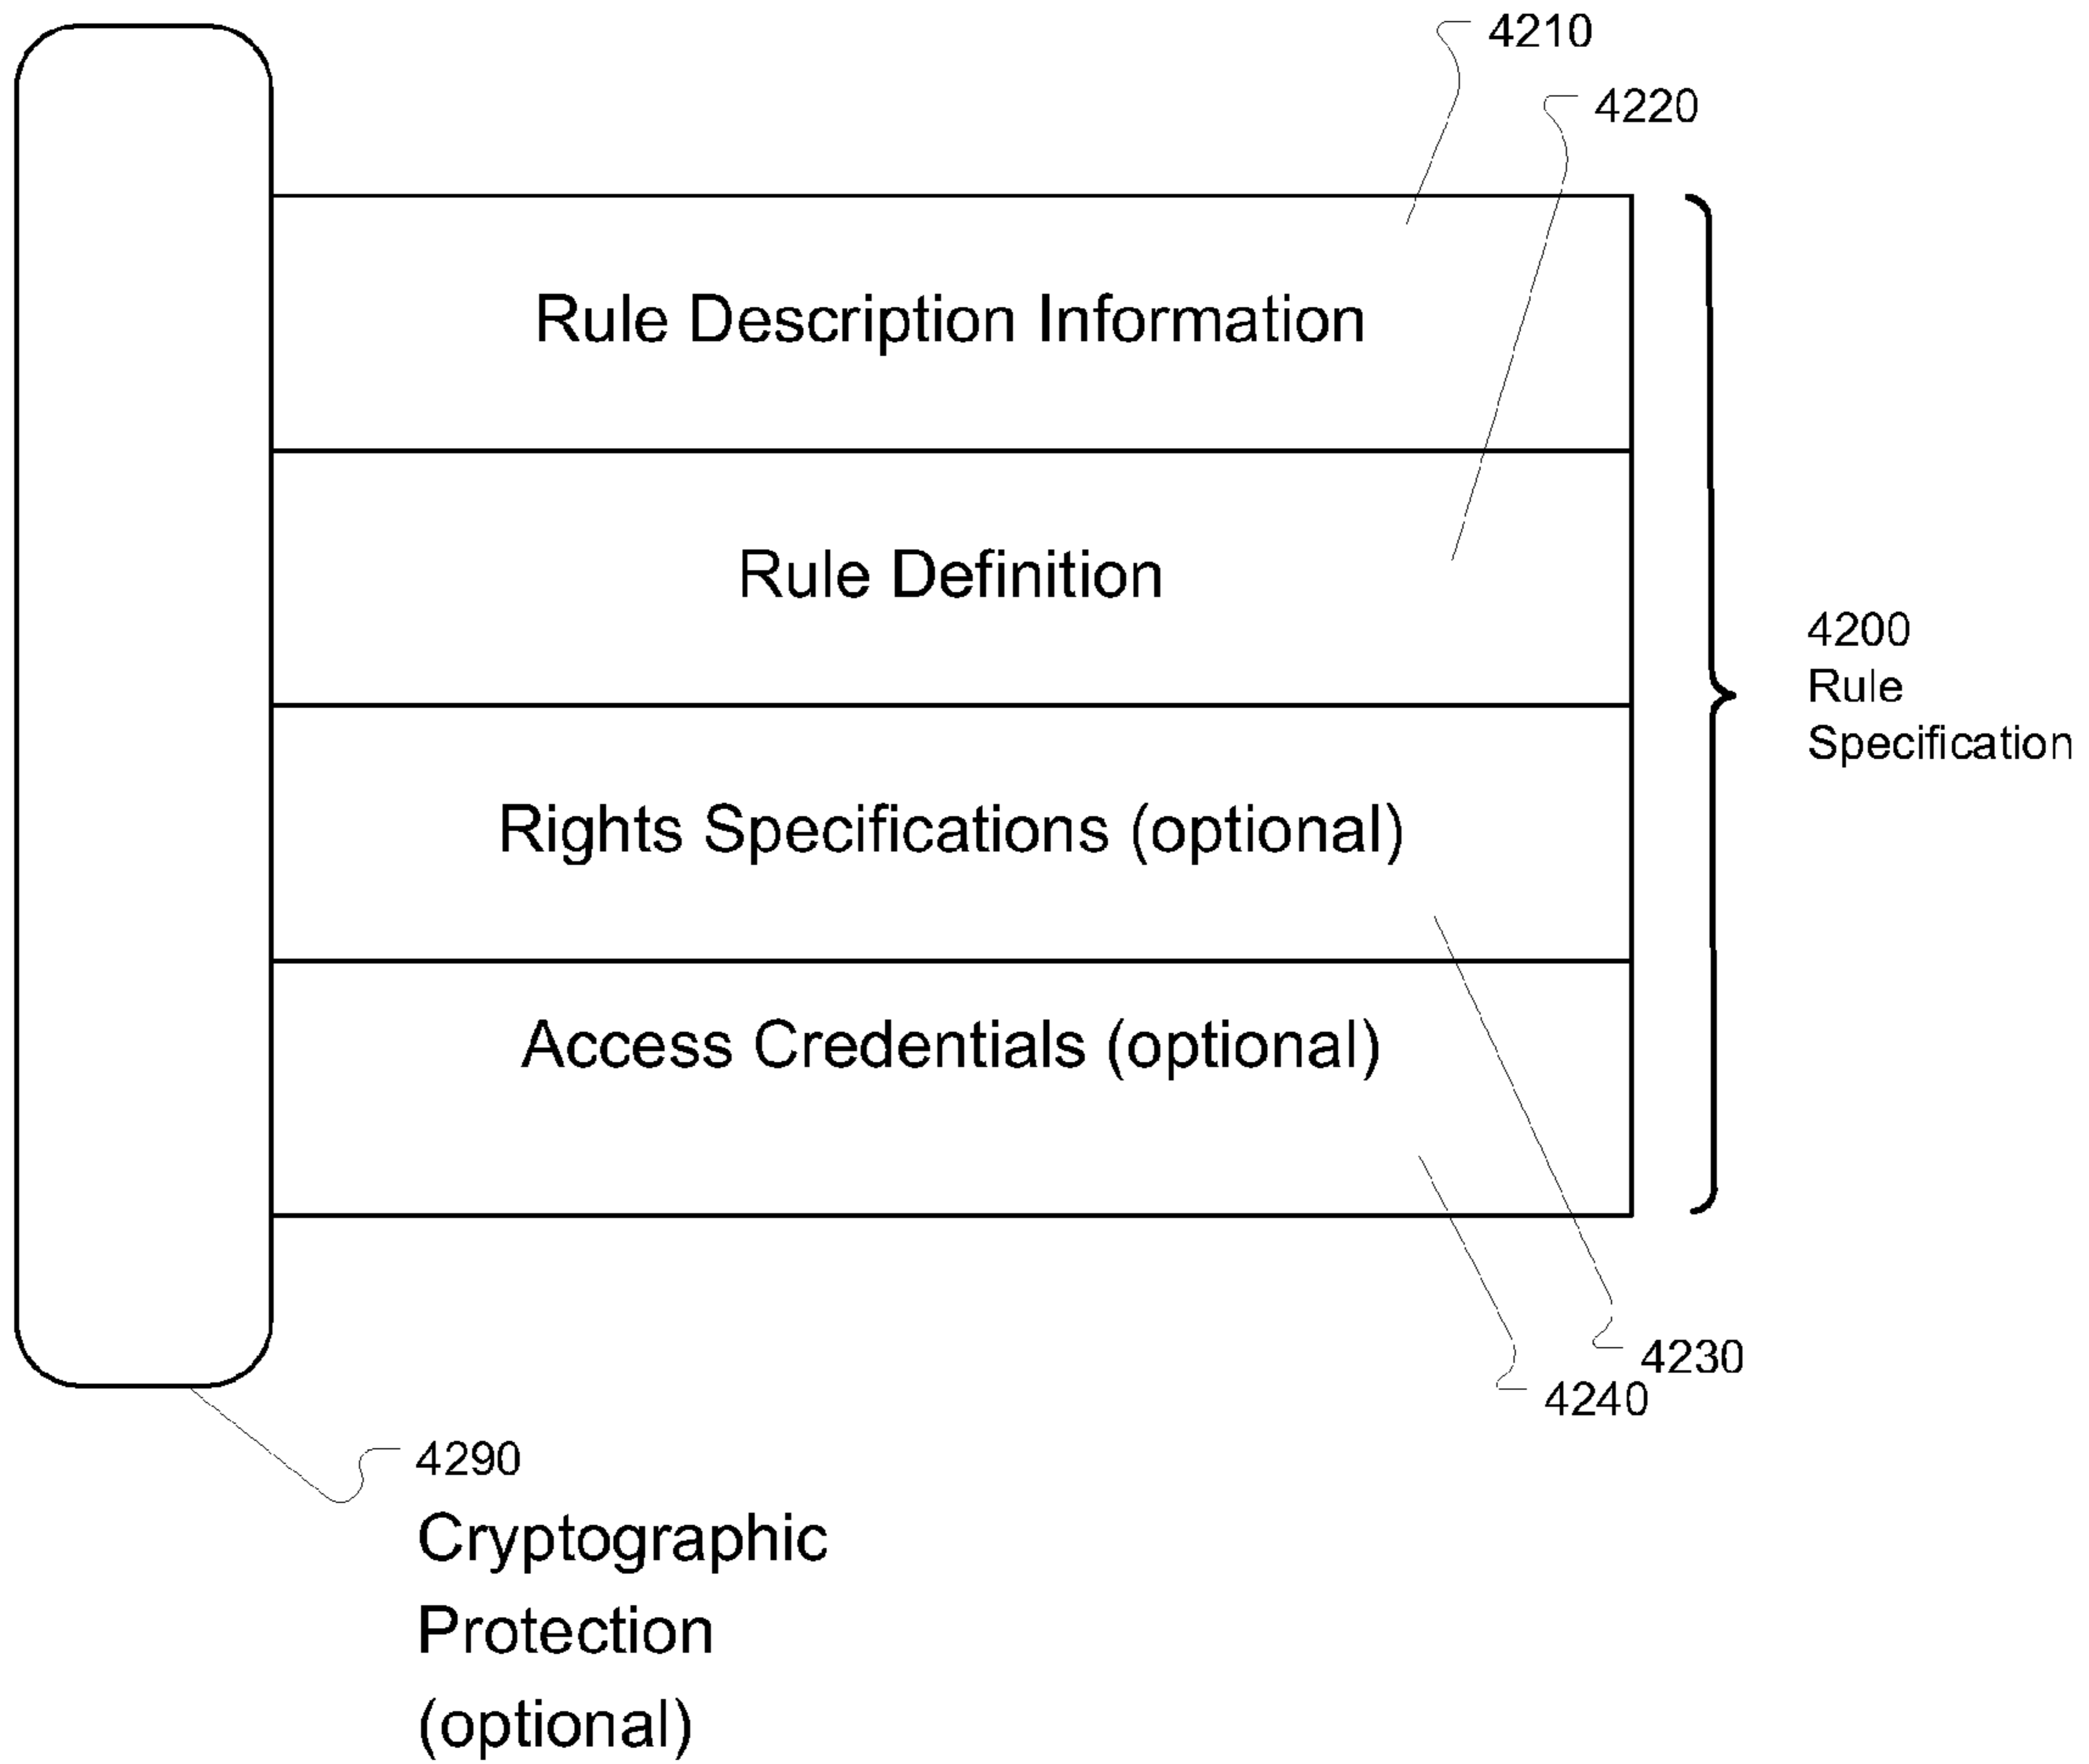 4210
4220
Rule Description Information
Rule Definition
4200
Rule
Specification
Rights Specifications (optional)
Access Credentials (optional)
4230
4240
4290
Cryptographic
Protection
(optional)